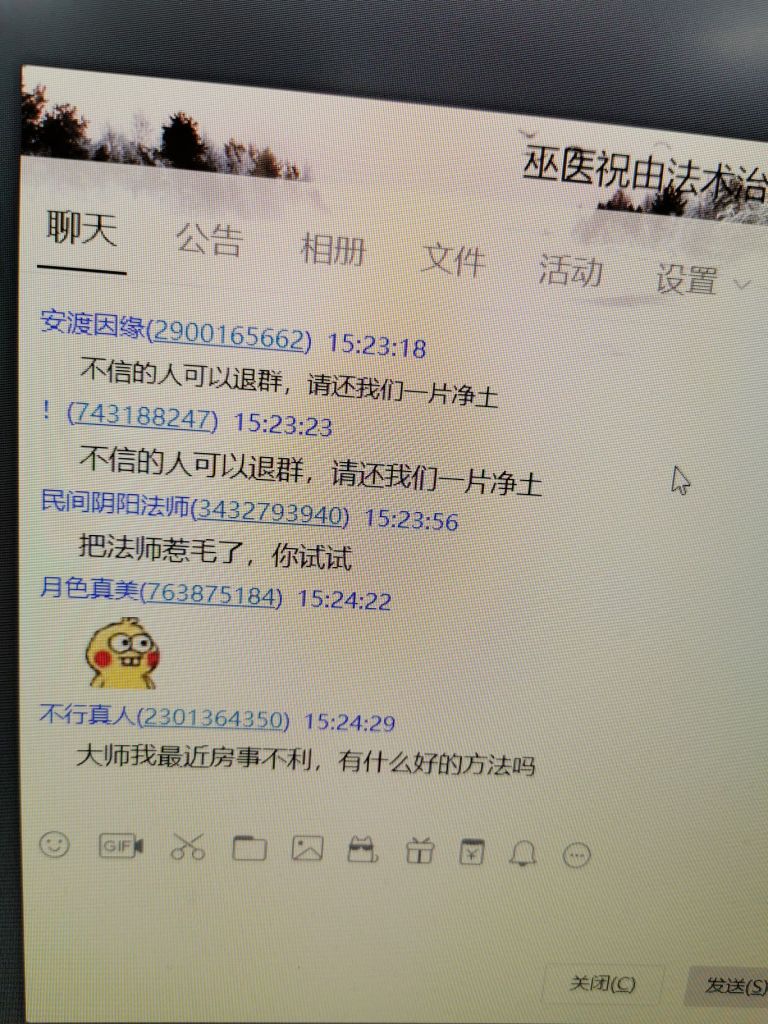 巫医祝由法术治
聊天 公告 相册 文件 活动 设置
安渡因缘(2900165662) 15:23:18
不信的人可以退群，请还我们一片净土
！(743188247) 15:23:23
不信的人可以退群，请还我们一片净土
民间阴阳法师(3432793940) 15:23:56
把法师惹毛了，你试试
月色真美(763875184) 15:24:22
不行真人(2301364350) 15:24:29
大师我最近房事不利，有什么好的方法吗
GIF
¥
关闭(C) 发送(S)